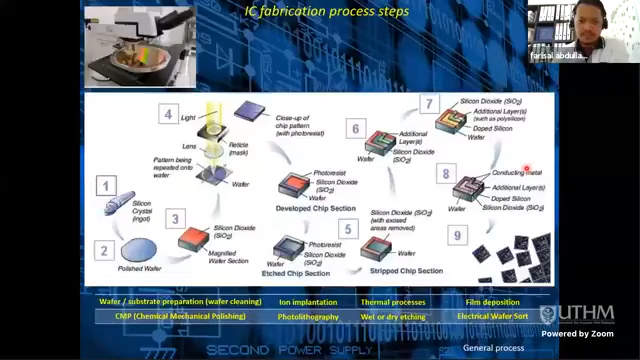 IC fabrication process steps
farisal abdulla...
4
Light
Lens
Reticle
(mask)
Pattern being
repeated onto
wafer
Wafer
Close-up of
chip pattern
(with photoresist)
1
Silicon
Crystal
(ingot)
2
Polished Wafer
3
Silicon Dioxide
(SiO2)
Magnified
Wafer Section
Photoresist
Silicon Dioxide
(SiO2)
Wafer
Developed Chip Section
Photoresist
Silicon Dioxide
(SiO2)
Wafer
Etched Chip Section
5
Silicon Dioxide (SiO2)
(with exposed
areas removed)
Wafer
Stripped Chip Section
6
Additional
Layer(s)
Silicon Dioxide
(SiO2)
Wafer
7
Silicon Dioxide (SiO2)
Additional Layer(s)
(such as polysilicon)
Doped Silicon
Wafer
8
Conducting metal
Additional Layer(s)
Doped Silicon
Silicon Dioxide (SiO2)
Wafer
9
Wafer / substrate preparation (wafer cleaning)
Ion implantation
Thermal processes
Film deposition
CMP (Chemical Mechanical Polishing)
Photolithography
Wet or dry etching
Electrical Wafer Sort
UTHM
Powered by Zoom
General process
SECOND POWER SUPPLY